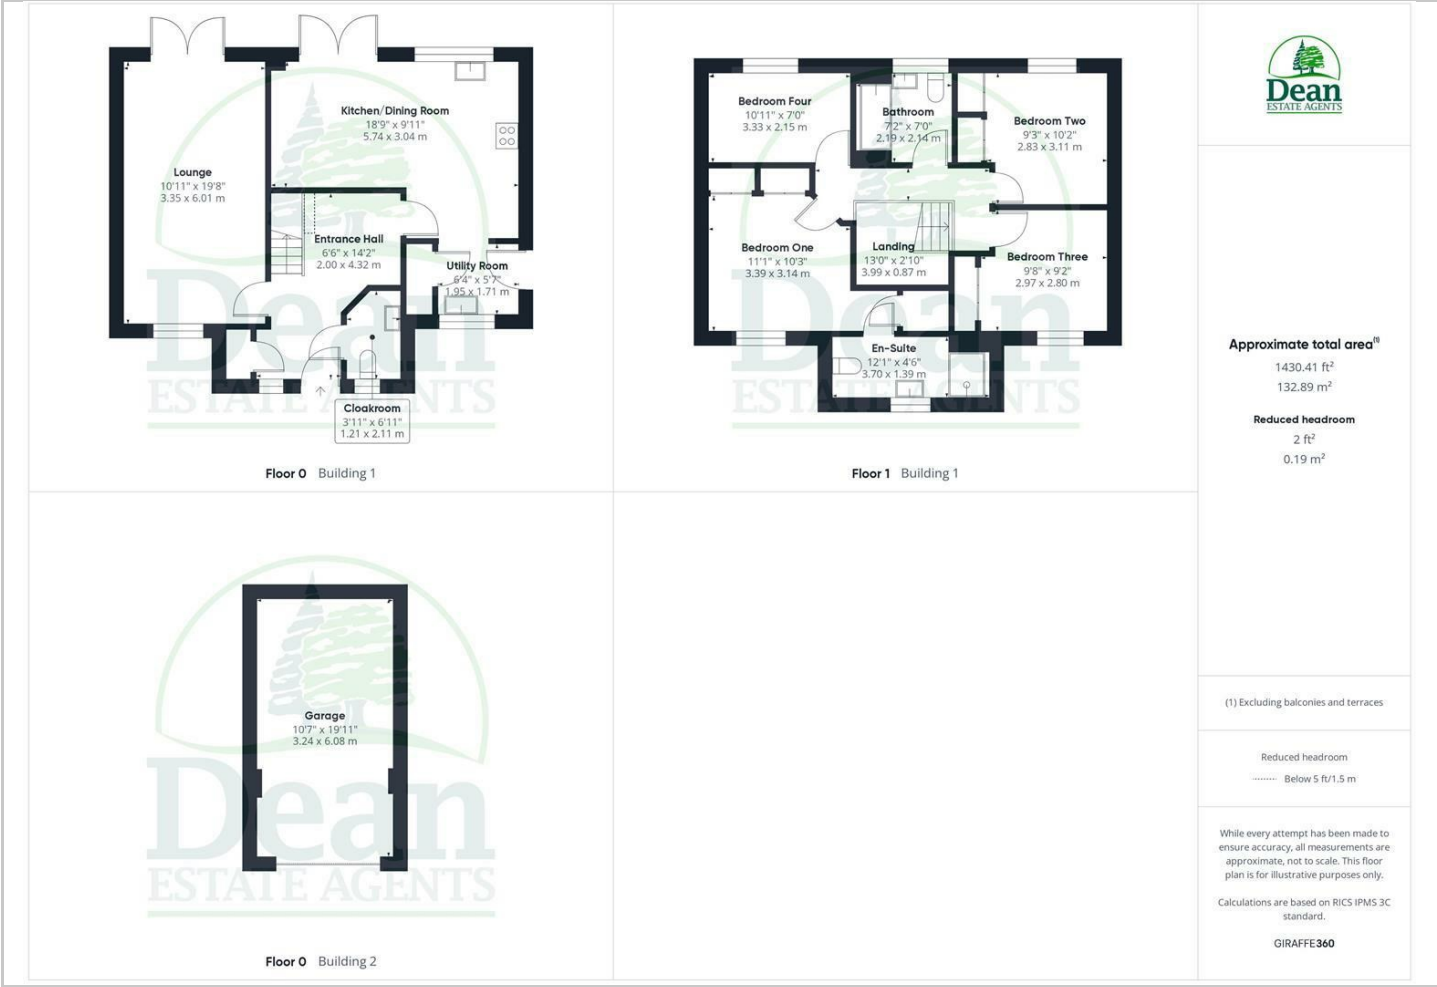 Kitchen/Dining Room
18'9" x 9'11"
5.74 x 3.04 m
Lounge
10'11" x 19'8"
3.35 x 6.01 m
Entrance Hall
6'6" x 14'2"
2.00 x 4.32 m
Utility Room
6'4" x 5'7"
1.95 x 1.71 m
Cloakroom
3'11" x 6'11"
1.21 x 2.11 m
Dean
ESTATE AGENTS
Floor 0 Building 1
Bedroom Four
10'11" x 7'0"
3.33 x 2.15 m
Bathroom
7'2" x 7'0"
2.19 x 2.14 m
Bedroom Two
9'3" x 10'2"
2.83 x 3.11 m
Bedroom One
11'1" x 10'3"
3.39 x 3.14 m
Landing
13'0" x 2'10"
3.99 x 0.87 m
Bedroom Three
9'8" x 9'2"
2.97 x 2.80 m
En-Suite
12'1" x 4'6"
3.70 x 1.39 m
Dean
ESTATE AGENTS
Floor 1 Building 1
Garage
10'7" x 19'11"
3.24 x 6.08 m
Dean
ESTATE AGENTS
Floor 0 Building 2
Dean
ESTATE AGENTS
Approximate total area(1)
1430.41 ft²
132.89 m²
Reduced headroom
2 ft²
0.19 m²
(1) Excluding balconies and terraces
Reduced headroom
Below 5 ft/1.5 m
While every attempt has been made to
ensure accuracy, all measurements are
approximate, not to scale. This floor
plan is for illustrative purposes only.
Calculations are based on RICS IPMS 3C
standard.
GIRAFFE360